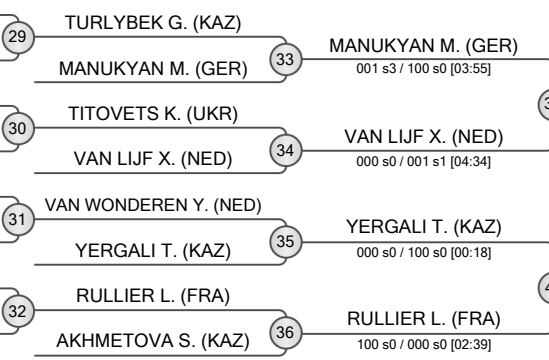 29
TURLYBEK G. (KAZ)
MANUKYAN M. (GER)
33
MANUKYAN M. (GER)
001 s3 / 100 s0 [03:55]
30
TITOVETS K. (UKR)
VAN LIJF X. (NED)
34
VAN LIJF X. (NED)
000 s0 / 001 s1 [04:34]
31
VAN WONDEREN Y. (NED)
YERGALI T. (KAZ)
35
YERGALI T. (KAZ)
000 s0 / 100 s0 [00:18]
32
RULLIER L. (FRA)
AKHMETOVA S. (KAZ)
36
RULLIER L. (FRA)
100 s0 / 000 s0 [02:39]